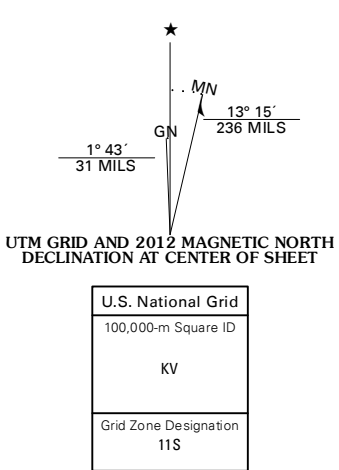 MN
GN
13° 15´
236 MILS
1° 43´
31 MILS
UTM GRID AND 2012 MAGNETIC NORTH
DECLINATION AT CENTER OF SHEET
U.S. National Grid
100,000-m Square ID
KV
Grid Zone Designation
11S